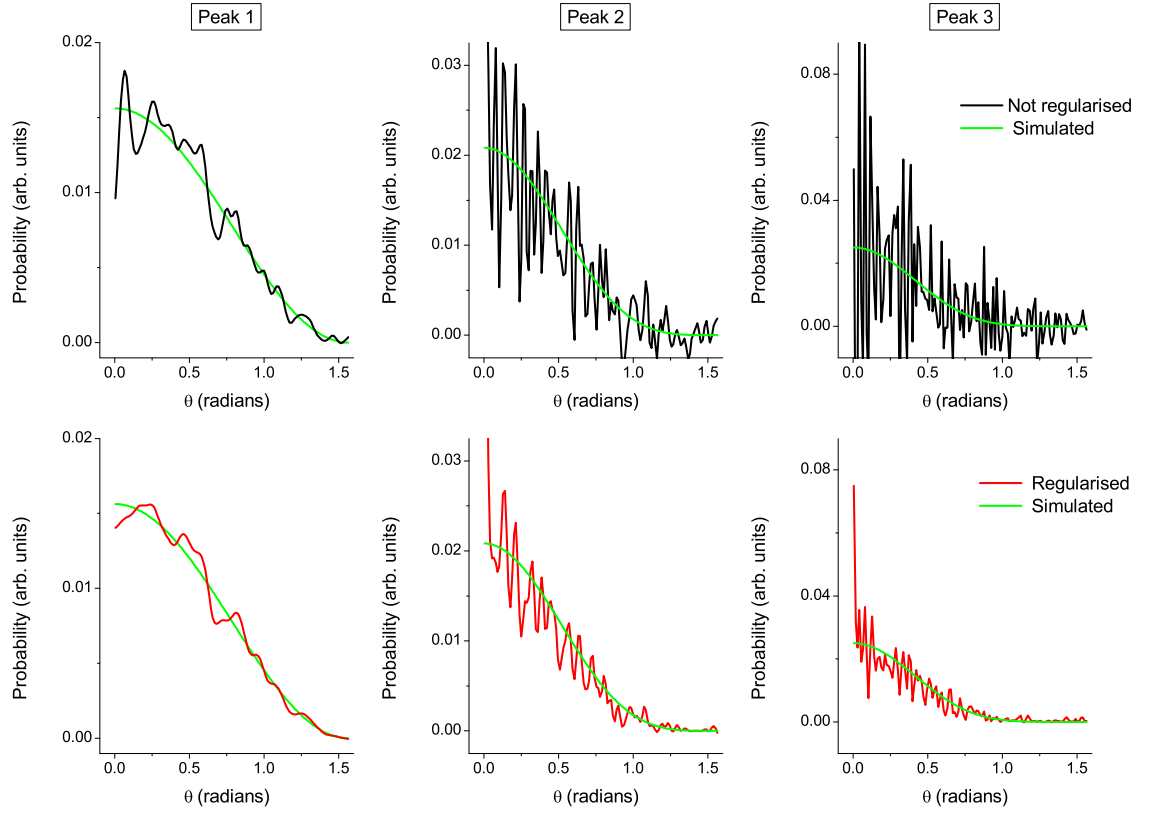 Peak 1
Peak 2
Peak 3
0.02
0.01
0.00
Probability (arb. units)
0.0 0.5 1.0 1.5
θ (radians)
0.03
0.02
0.01
0.00
Probability (arb. units)
0.0 0.5 1.0 1.5
θ (radians)
0.08
0.04
0.00
Probability (arb. units)
0.0 0.5 1.0 1.5
θ (radians)
Not regularised
Simulated
0.02
0.01
0.00
Probability (arb. units)
0.0 0.5 1.0 1.5
θ (radians)
0.03
0.02
0.01
0.00
Probability (arb. units)
0.0 0.5 1.0 1.5
θ (radians)
0.08
0.04
0.00
Probability (arb. units)
0.0 0.5 1.0 1.5
θ (radians)
Regularised
Simulated